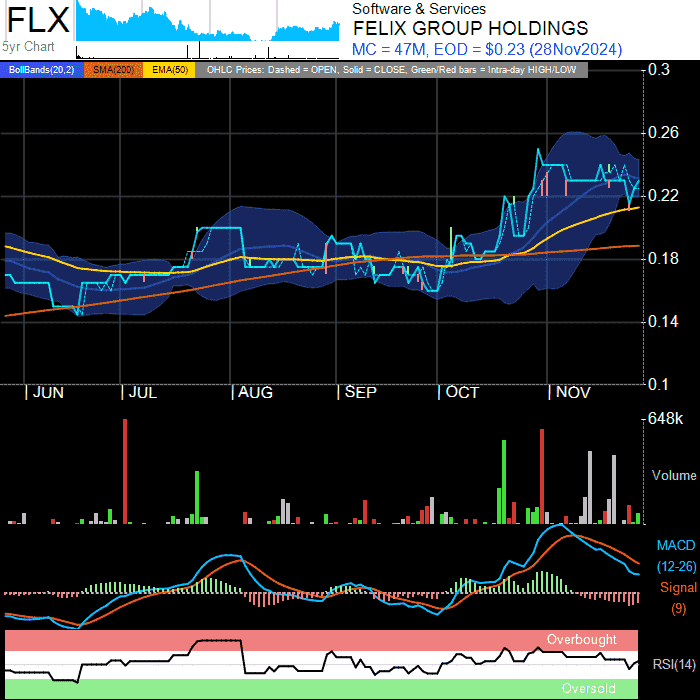 FLX
5yr Chart
Software & Services
FELIX GROUP HOLDINGS
MC = 47M, EOD = $0.23 (28Nov2024)
BollBands(20,2) SMA(200) EMA(50) OHLC Prices: Dashed = OPEN, Solid = CLOSE, Green/Red bars = Intra-day HIGH/LOW
0.3
0.26
0.22
0.18
0.14
0.1
JUN JUL AUG SEP OCT NOV
648k
Volume
MACD
(12-26)
Signal
(9)
Overbought
RSI(14)
Oversold